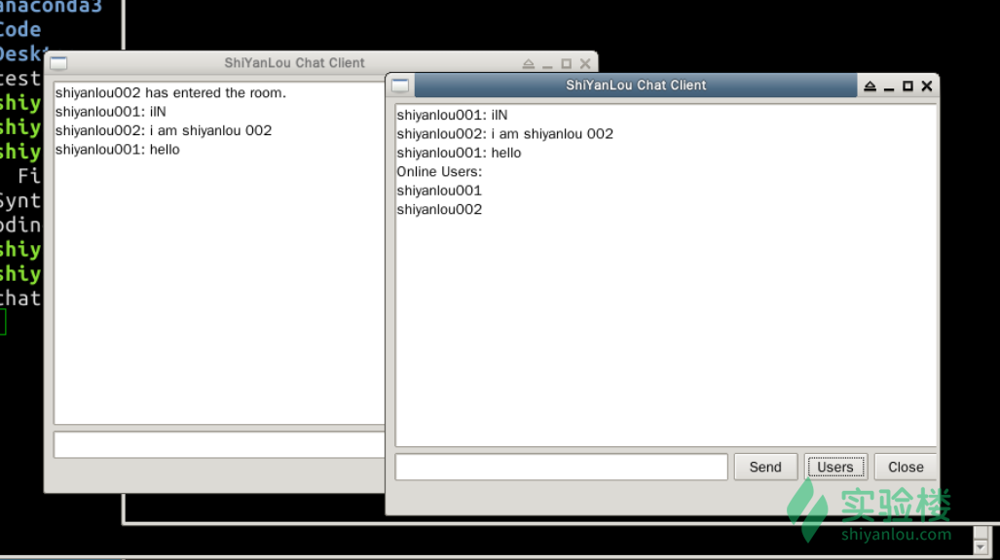 anaconda3
Code
test
shiy
shiy
shiy
Fi
Synt
odin
shiy
shiy
chat
ShiYanLou Chat Client
shiyanlou002 has entered the room.
shiyanlou001: ilN
shiyanlou002: i am shiyanlou 002
shiyanlou001: hello
ShiYanLou Chat Client
shiyanlou001: ilN
shiyanlou002: i am shiyanlou 002
shiyanlou001: hello
Online Users:
shiyanlou001
shiyanlou002
Send Users Close
实验楼
shiyanlou.com